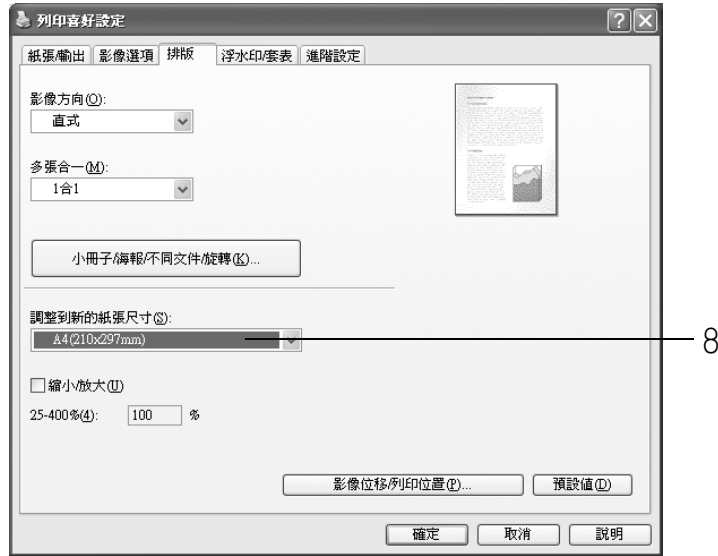 列印喜好設定
紙張/輸出 影像選項 排版 浮水印/套表 進階設定
影像方向(O):
直式
多張合一(M):
1合1
小冊子/海報/不同文件/旋轉(K)...
調整到新的紙張尺寸(S):
A4(210x297mm)
8
縮小/放大(U)
25-400%(4): 100 %
影像位移/列印位置(P)... 預設值(D)
確定 取消 說明